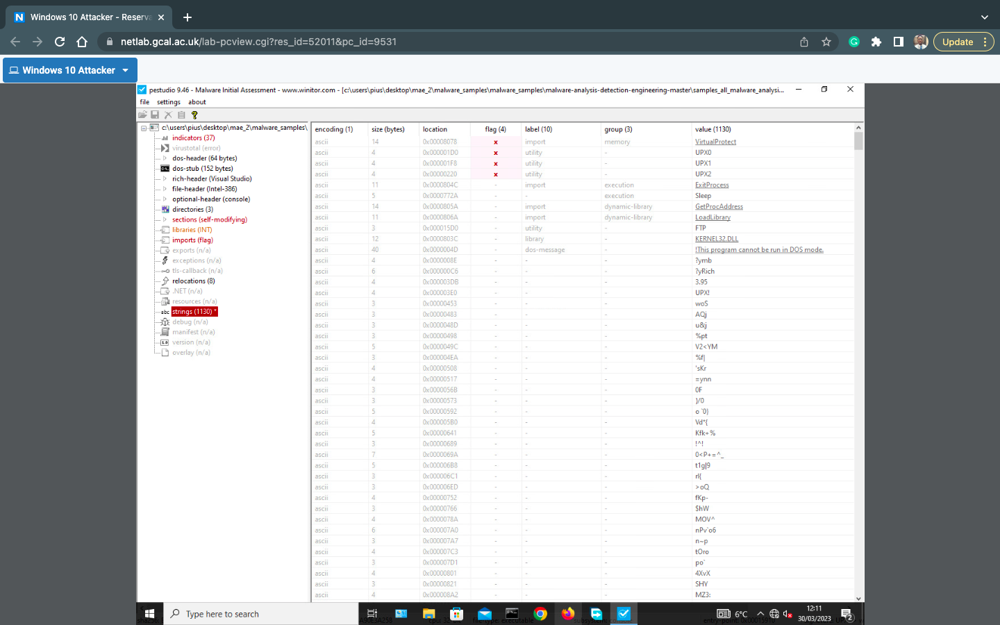 Windows 10 Attacker - Reserva
netlab.gcal.ac.uk/lab-pcview.cgi?res_id=52011&pc_id=9531
Update
Windows 10 Attacker
pestudio 9.46 - Malware Initial Assessment - www.winitor.com - [c:\users\pius\desktop\mae_2\malware_samples\malware_samples\malware-analysis-detection-engineering-master\samples_all_malware_analysi...
file settings about
c:\users\pius\desktop\mae_2\malware_samples\
indicators (37)
virustotal (error)
dos-header (64 bytes)
dos-stub (152 bytes)
rich-header (Visual Studio)
file-header (Intel-386)
optional-header (console)
directories (3)
sections (self-modifying)
libraries (INT)
imports (flag)
exports (n/a)
exceptions (n/a)
tls-callback (n/a)
relocations (8)
.NET (n/a)
resources (n/a)
abc strings (1130) *
debug (n/a)
manifest (n/a)
1.0 version (n/a)
overlay (n/a)
encoding (1) size (bytes) location flag (4) label (10) group (3) value (1130)
ascii 14 0x00008078 x import memory VirtualProtect
ascii 4 0x000001D0 x utility - UPX0
ascii 4 0x000001F8 x utility - UPX1
ascii 4 0x00000220 x utility - UPX2
ascii 11 0x0000804C - import execution ExitProcess
ascii 5 0x0000772A - - execution Sleep
ascii 14 0x0000805A - import dynamic-library GetProcAddress
ascii 11 0x0000806A - import dynamic-library LoadLibrary
ascii 3 0x000015D0 - utility - FTP
ascii 12 0x0000803C - library - KERNEL32.DLL
ascii 40 0x0000004D - dos-message - !This program cannot be run in DOS mode.
ascii 4 0x0000008E - - - ?ymb
ascii 6 0x000000C6 - - - ?yRich
ascii 4 0x000003DB - - - 3.95
ascii 4 0x000003E0 - - - UPX!
ascii 3 0x00000453 - - - woS
ascii 3 0x00000483 - - - AQj
ascii 3 0x0000048D - - - u&j
ascii 3 0x00000498 - - - %pt
ascii 5 0x0000049C - - - V2<YM
ascii 3 0x000004EA - - - %f|
ascii 4 0x00000508 - - - 'sKr
ascii 4 0x00000517 - - - =ynn
ascii 3 0x0000056B - - - 0F
ascii 3 0x00000573 - - - }/0
ascii 5 0x00000592 - - - o `0)
ascii 4 0x000005B0 - - - Vd"{
ascii 5 0x00000641 - - - Kfk+%
ascii 3 0x00000689 - - - !^!
ascii 7 0x0000069A - - - 0<P+=^_
ascii 5 0x000006B8 - - - t1g|9
ascii 3 0x000006C1 - - - rl{
ascii 3 0x000006ED - - - >oQ
ascii 4 0x00000752 - - - fKp-
ascii 3 0x00000766 - - - $hW
ascii 4 0x0000078A - - - MOV^
ascii 6 0x000007A0 - - - nPv`o6
ascii 3 0x000007A7 - - - n~p
ascii 4 0x000007C3 - - - tOro
ascii 3 0x000007D1 - - - po`
ascii 4 0x00000801 - - - 4XvX
ascii 3 0x00000821 - - - SHY
ascii 4 0x000008A2 - - - MZ3:
Type here to search
6°C
12:11
30/03/2023
2